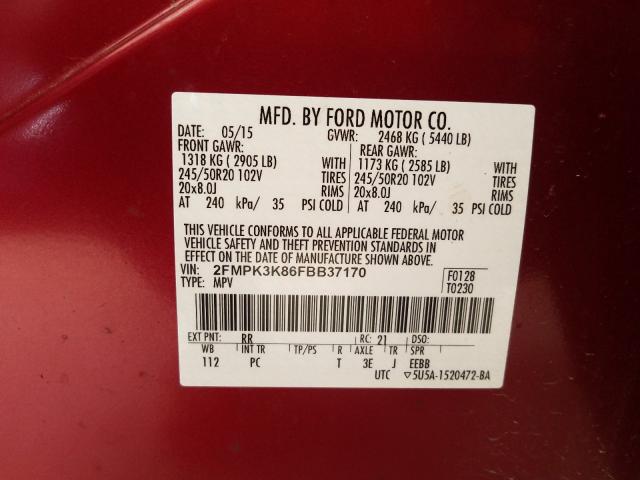 MFD. BY FORD MOTOR CO.
DATE: 05/15 GVWR: 2468 KG ( 5440 LB)
FRONT GAWR: REAR GAWR:
1318 KG ( 2905 LB) WITH 1173 KG ( 2585 LB) WITH
245/50R20 102V TIRES 245/50R20 102V TIRES
20x8.0J RIMS 20x8.0J RIMS
AT 240 kPa/ 35 PSI COLD AT 240 kPa/ 35 PSI COLD
THIS VEHICLE CONFORMS TO ALL APPLICABLE FEDERAL MOTOR
VEHICLE SAFETY AND THEFT PREVENTION STANDARDS IN
EFFECT ON THE DATE OF MANUFACTURE SHOWN ABOVE.
VIN: 2FMPK3K86FBB37170 F0128
TYPE: MPV T0230
EXT PNT: RR RC: 21 DSO:
WB INT TR TP/PS R AXLE TR SPR
112 PC T 3E J EEBB
UTC ▽5U5A-1520472-BA